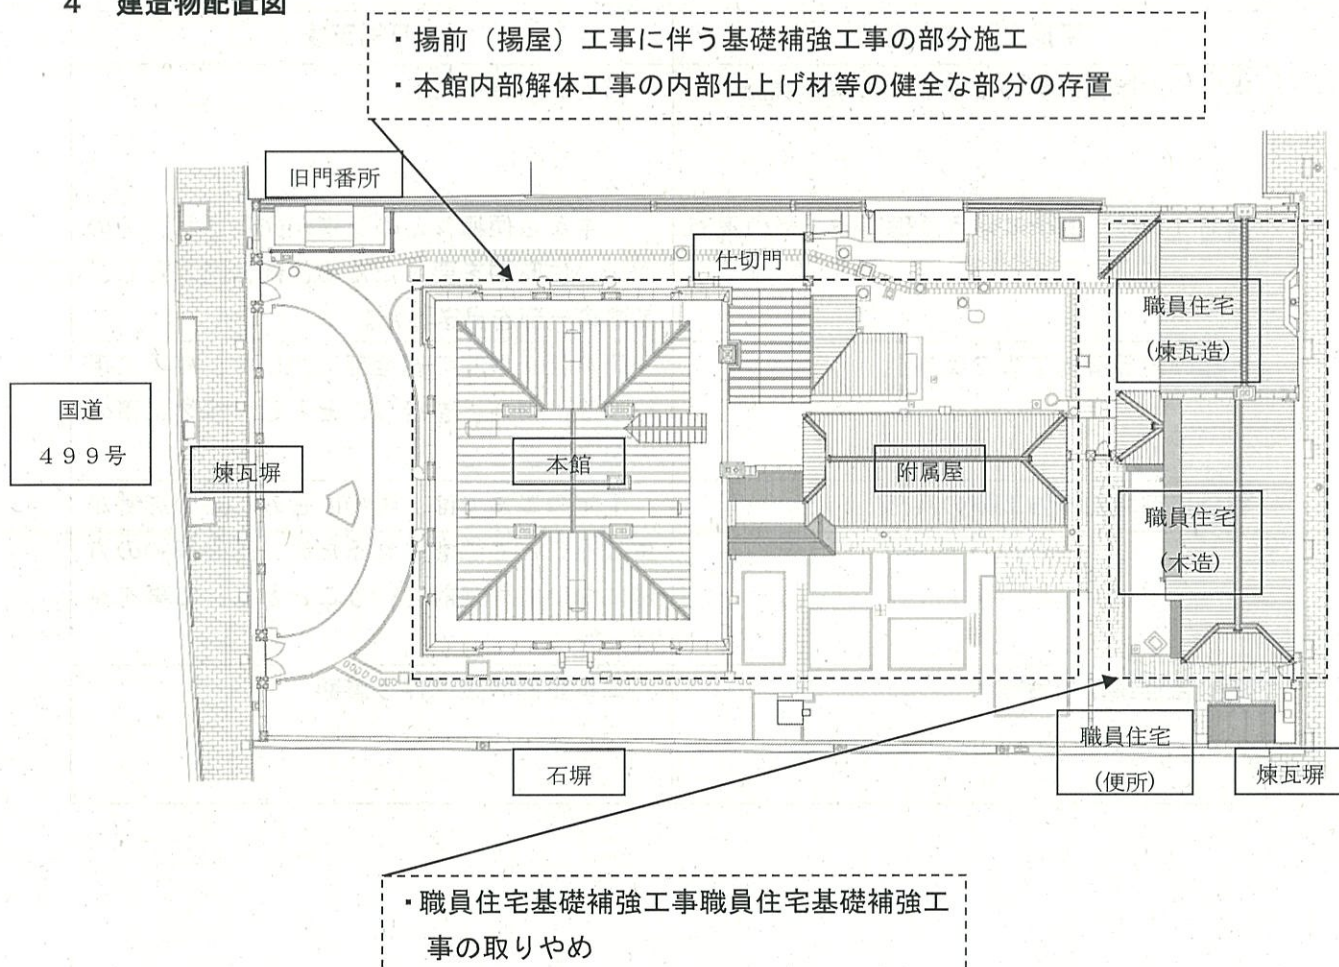 4 建造物配置図
・揚前（揚屋）工事に伴う基礎補強工事の部分施工
・本館内部解体工事の内部仕上げ材等の健全な部分の存置
旧門番所
仕切門
職員住宅
(煉瓦造)
国道
４９９号
煉瓦塀
本館
附属屋
職員住宅
(木造)
石塀
職員住宅
(便所)
煉瓦塀
・職員住宅基礎補強工事職員住宅基礎補強工
事の取りやめ